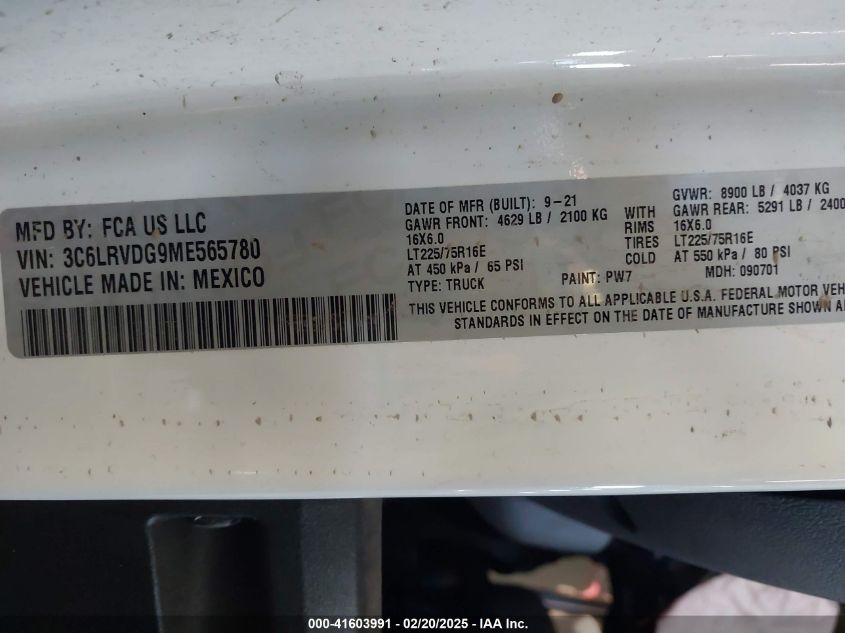 MFD BY: FCA US LLC
VIN: 3C6LRVDG9ME565780
VEHICLE MADE IN: MEXICO
DATE OF MFR (BUILT): 9-21
GAWR FRONT: 4629 LB / 2100 KG
16X6.0
LT225/75R16E
AT 450 kPa / 65 PSI
TYPE: TRUCK
PAINT: PW7
WITH
RIMS
TIRES
COLD
GVWR: 8900 LB / 4037 KG
GAWR REAR: 5291 LB / 2400
16X6.0
LT225/75R16E
AT 550 kPa / 80 PSI
MDH: 090701
THIS VEHICLE CONFORMS TO ALL APPLICABLE U.S.A. FEDERAL MOTOR
STANDARDS IN EFFECT ON THE DATE OF MANUFACTURE SHOWN
000-41603991 — 02/20/2025 - IAA Inc.